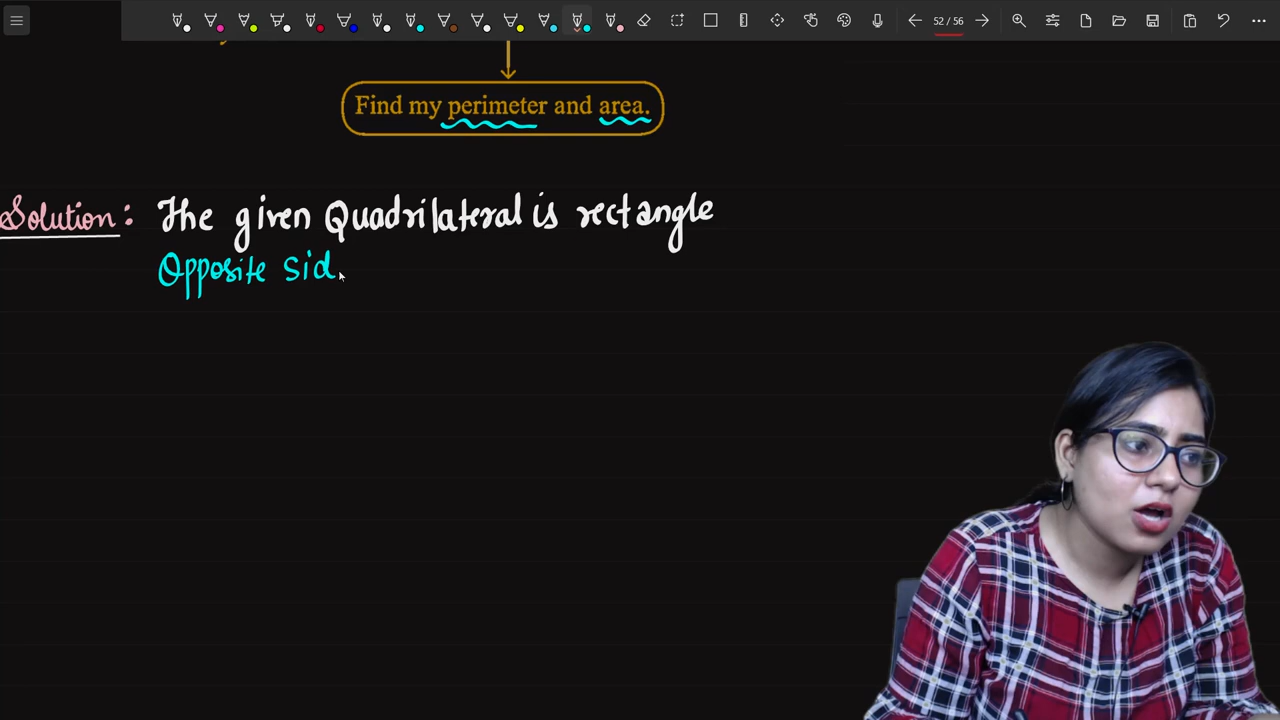 52 / 56
Find my perimeter and area.
Solution: The given Quadrilateral is rectangle
Opposite sid